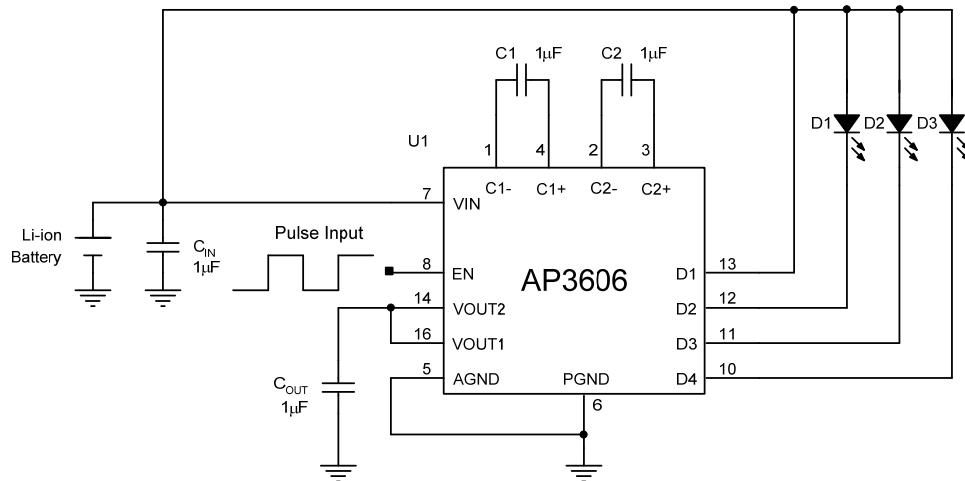 C1 1µF C2 1µF
D1 D2 D3
U1
1 4 2 3
C1- C1+ C2- C2+
7 VIN
Li-ion
Battery
CIN
1µF
Pulse Input
8 EN
AP3606
D1 13
14 VOUT2
D2 12
16 VOUT1
D3 11
5 AGND
PGND
D4 10
6
COUT
1µF